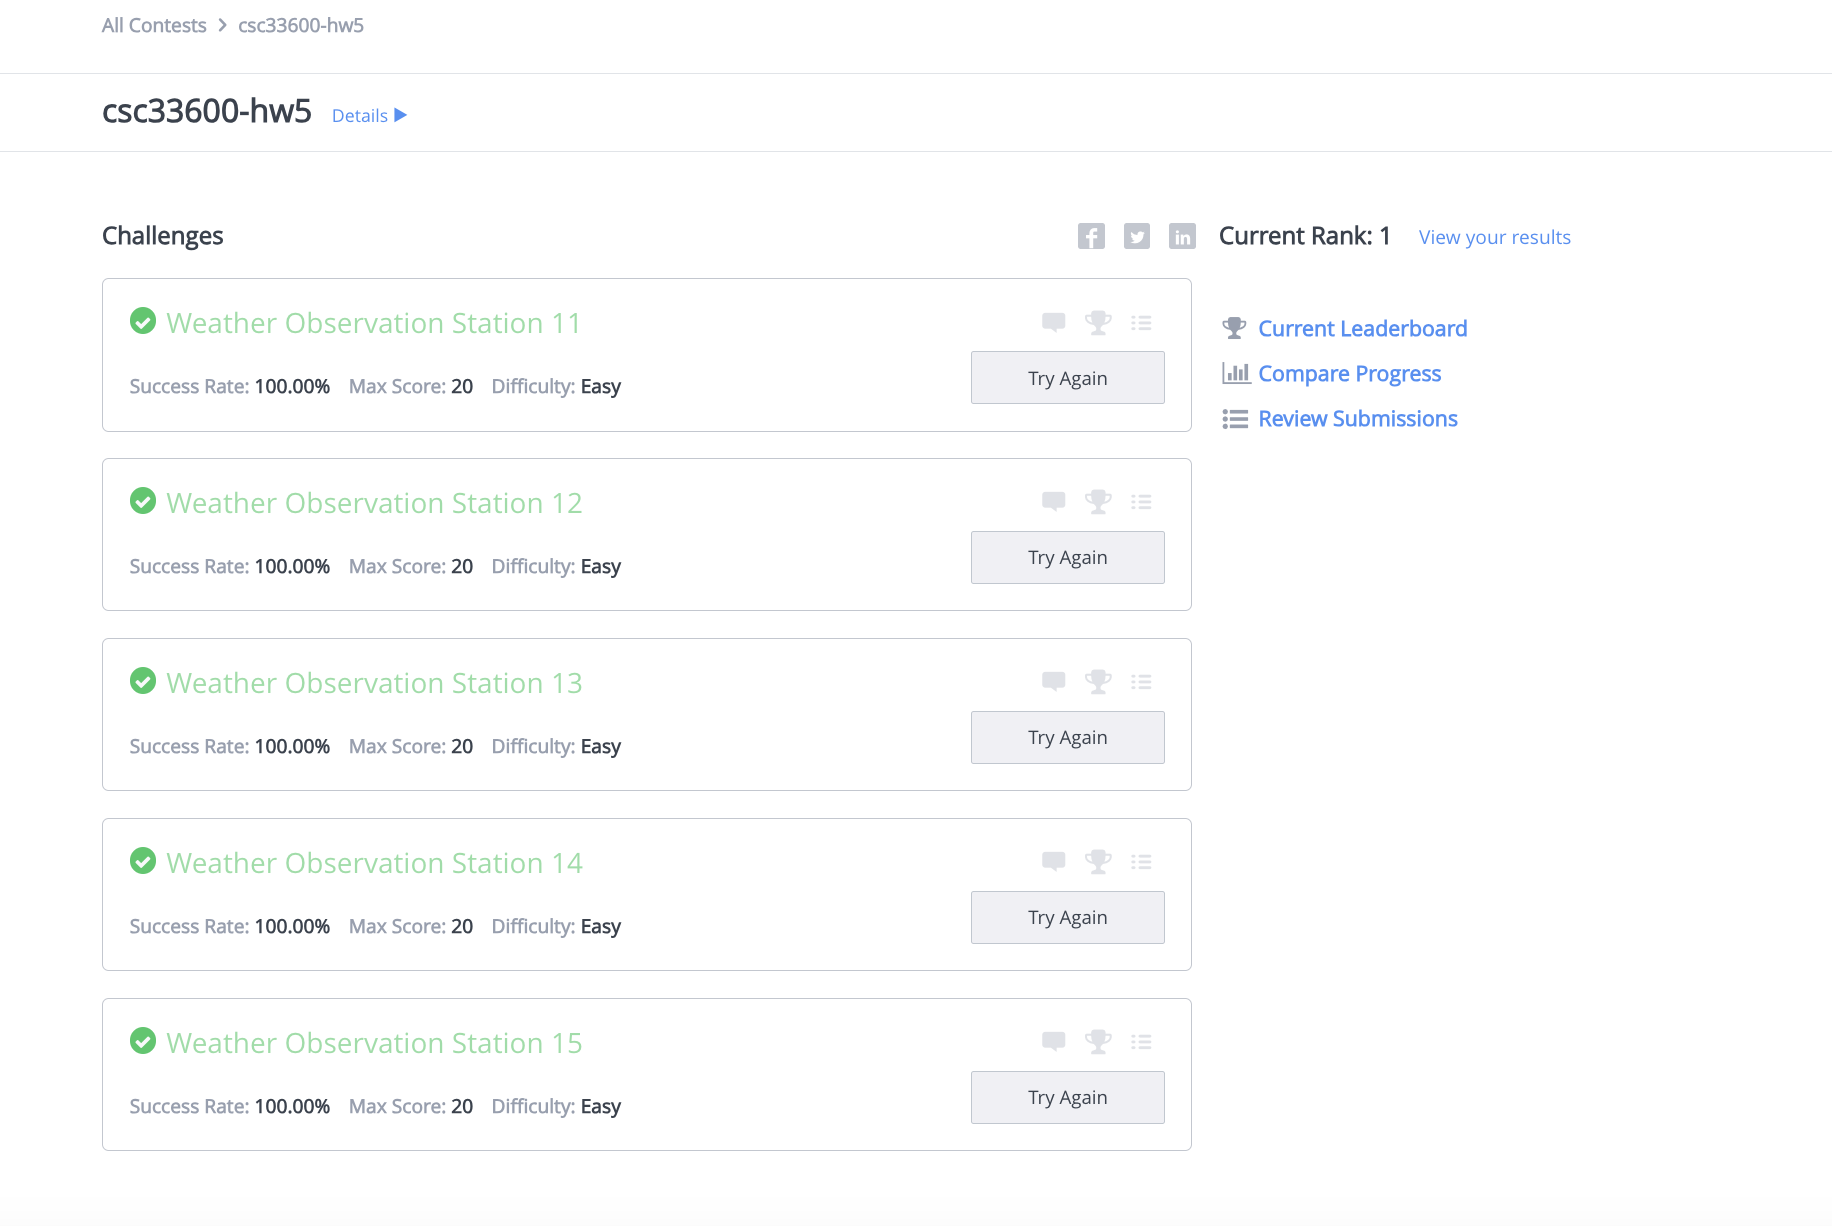 All Contests > csc33600-hw5
csc33600-hw5 Details ▶
Challenges
Current Rank: 1 View your results
Weather Observation Station 11
Success Rate: 100.00% Max Score: 20 Difficulty: Easy
Try Again
Current Leaderboard
Compare Progress
Review Submissions
Weather Observation Station 12
Success Rate: 100.00% Max Score: 20 Difficulty: Easy
Try Again
Weather Observation Station 13
Success Rate: 100.00% Max Score: 20 Difficulty: Easy
Try Again
Weather Observation Station 14
Success Rate: 100.00% Max Score: 20 Difficulty: Easy
Try Again
Weather Observation Station 15
Success Rate: 100.00% Max Score: 20 Difficulty: Easy
Try Again